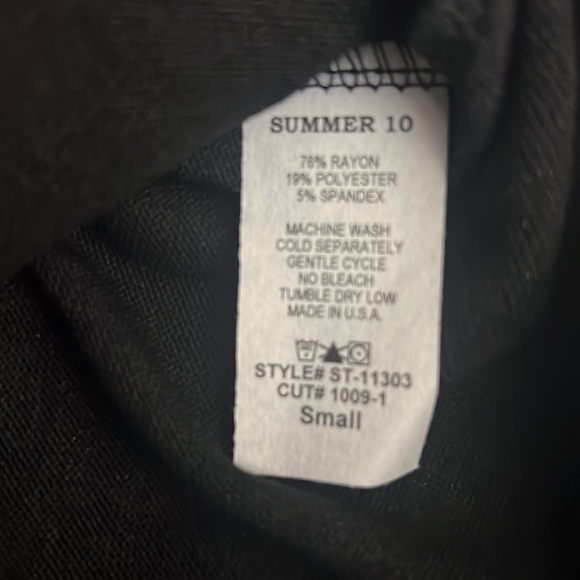 SUMMER 10
76% RAYON
19% POLYESTER
5% SPANDEX
MACHINE WASH
COLD SEPARATELY
GENTLE CYCLE
NO BLEACH
TUMBLE DRY LOW
MADE IN U.S.A.
STYLE# ST-11303
CUT# 1009-1
Small